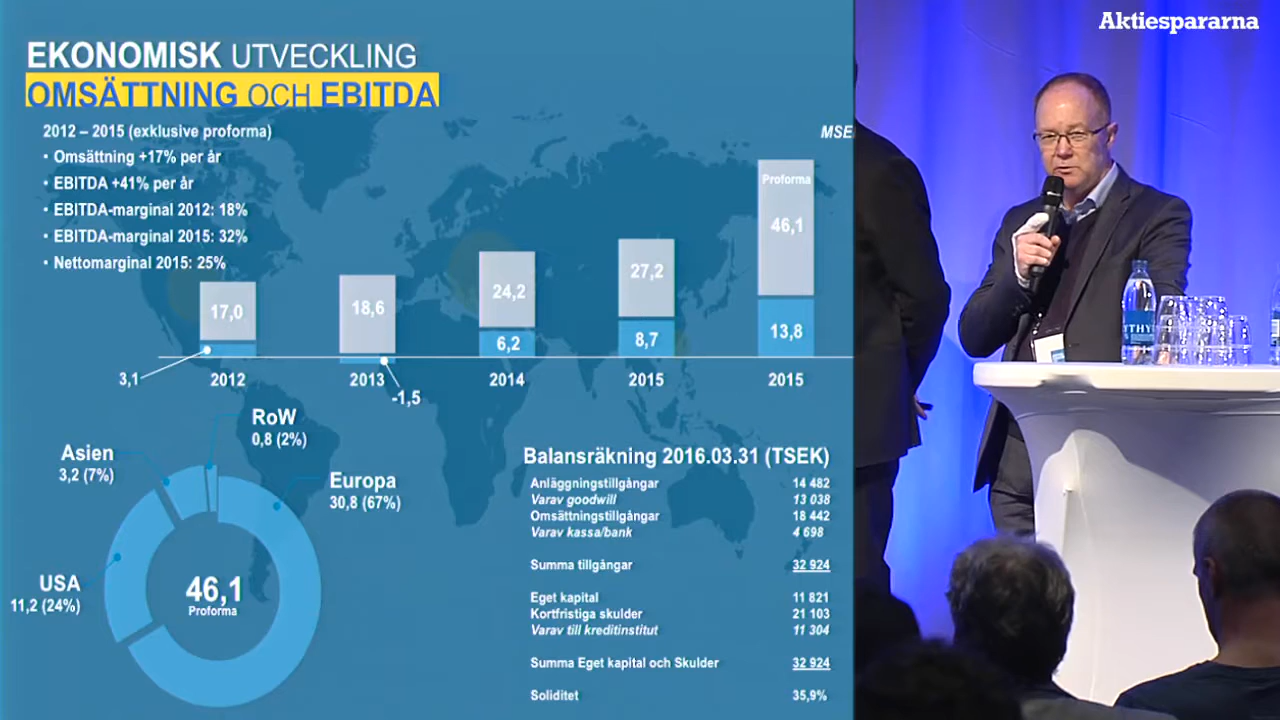 Aktiespararna
EKONOMISK UTVECKLING
OMSÄTTNING OCH EBITDA
2012 – 2015 (exklusive proforma)
• Omsättning +17% per år
• EBITDA +41% per år
• EBITDA-marginal 2012: 18%
• EBITDA-marginal 2015: 32%
• Nettomarginal 2015: 25%
MSE
Proforma
46,1
13,8
27,2
8,7
24,2
6,2
18,6
-1,5
17,0
3,1
2012
2013
2014
2015
2015
RoW
0,8 (2%)
Asien
3,2 (7%)
Europa
30,8 (67%)
USA
11,2 (24%)
46,1
Proforma
Balansräkning 2016.03.31 (TSEK)
Anläggningstillgångar 14 482
Varav goodwill 13 038
Omsättningstillgångar 18 442
Varav kassa/bank 4 698
Summa tillgångar 32 924
Eget kapital 11 821
Kortfristiga skulder 21 103
Varav till kreditinstitut 11 304
Summa Eget kapital och Skulder 32 924
Soliditet 35,9%